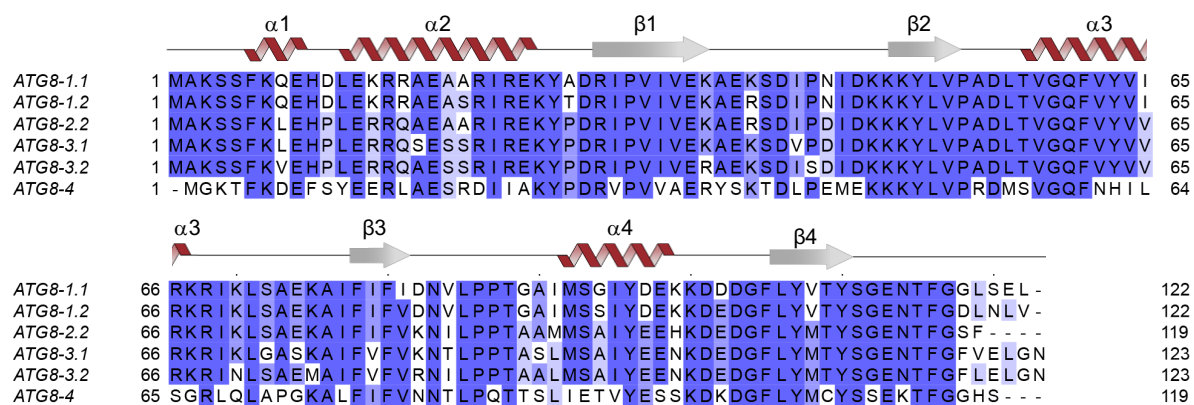 α1 α2 β1 β2 α3
ATG8-1.1 1 MAKSSFKQEHDLEKRRAEAARIREKYADRIPVIVEKAEKSDIPNIDKKKYLVPADLTVGQFVYVI 65
ATG8-1.2 1 MAKSSFKQEHDLEKRRAEASRIREKYTDRIPVIVEKAERSDIPNIDKKKYLVPADLTVGQFVYVI 65
ATG8-2.2 1 MAKSSFKLEHPLERRQAEAARIREKYPDRIPVIVEKAERSDIPDIDKKKYLVPADLTVGQFVYVV 65
ATG8-3.1 1 MAKSSFKLEHPLERRQSESSRIREKYPDRIPVIVEKAEKSDVPDIDKKKYLVPADLTVGQFVYVV 65
ATG8-3.2 1 MAKSSFKVEHPLERRQAESSRIREKYPDRIPVIVERAEKSDISDIDKKKYLVPADLTVGQFVYVV 65
ATG8-4 1 -MGKTFKDEFSYEERLAESRDIIAKYPDRVPVVAERYSKTDLPEMEKKKYLVPRDMSVGQFNHIL 64
α3 β3 α4 β4
ATG8-1.1 66 RKRIKLSAEKAIFIFIDNVLPPTGAIMSGIYDEKKDDDGFLYVTYSGENTFGGLSEL- 122
ATG8-1.2 66 RKRIKLSAEKAIFIFVDNVLPPTGAIMSSIYDEKKDEDGFLYVTYSGENTFGDLNLV- 122
ATG8-2.2 66 RKRIKLSAEKAIFIFVKNILPPTAAMMSAIYEEHKDEDGFLYMTYSGENTFGSF---- 119
ATG8-3.1 66 RKRIKLGASKAIFVFVKNTLPPTASLMSAIYEENKDEDGFLYMTYSGENTFGFVELGN 123
ATG8-3.2 66 RKRINLSAEMAIFVFVRNILPPTAALMSAIYEENKDEDGFLYMTYSGENTFGFLELGN 123
ATG8-4 65 SGRLQLAPGKALFIFVNNTLPQTTSLIETVYESSKDKDGFLYMCYSSEKTFGGHS--- 119